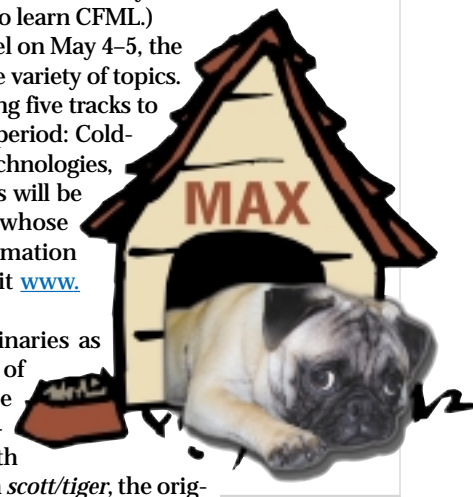 o learn CFML.)
el on May 4–5, the
e variety of topics.
ng five tracks to
period: Cold-
chnologies,
s will be
whose
mation
it www.
MAX
inaries as
of
e
th
scott/tiger, the orig-